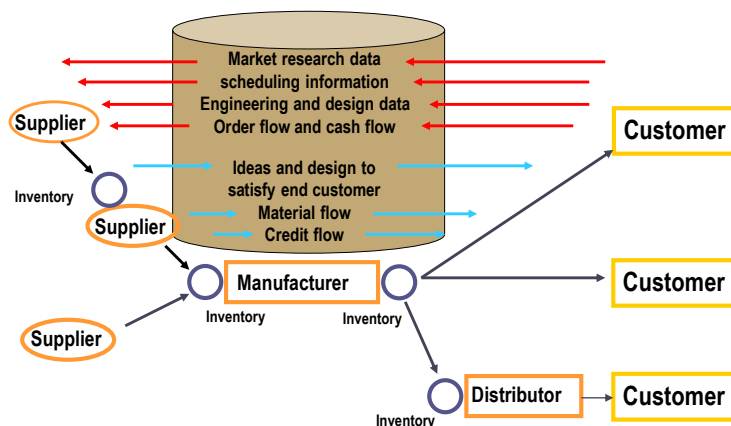 Market research data
scheduling information
Engineering and design data
Order flow and cash flow
Supplier
Customer
Ideas and design to
satisfy end customer
Inventory
Material flow
Supplier
Credit flow
Manufacturer
Customer
Inventory
Inventory
Supplier
Distributor
Customer
Inventory